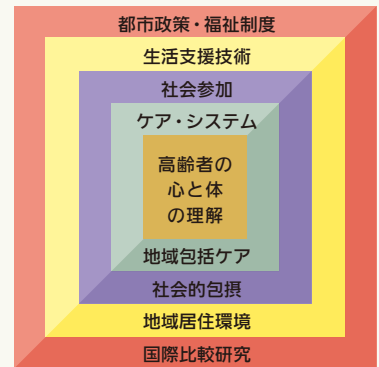 都市政策・福祉制度
生活支援技術
社会参加
ケア・システム
高齢者の
心と体
の理解
地域包括ケア
社会的包摂
地域居住環境
国際比較研究